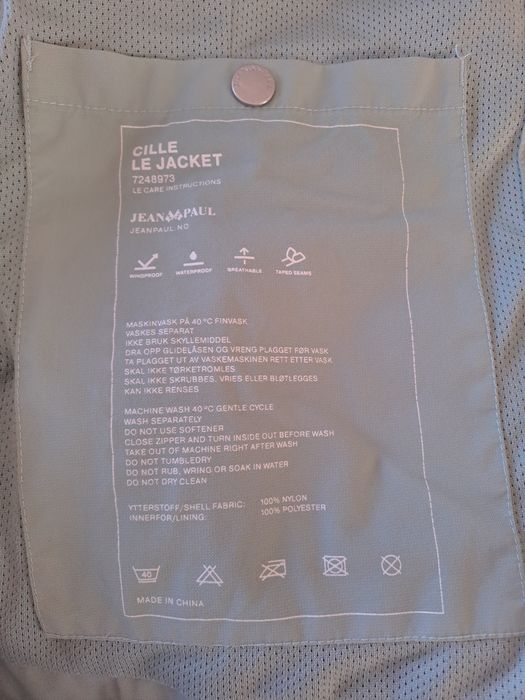 CILLE
LE JACKET
7248973
LE CARE INSTRUCTIONS
JEAN PAUL
JEANPAUL.NO
WINDPROOF WATERPROOF BREATHABLE TAPED SEAMS
MASKINVASK PÅ 40 ºC FINVASK
VASKES SEPARAT
IKKE BRUK SKYLLEMIDDEL
DRA OPP GLIDELÅSEN OG VRENG PLAGGET FØR VASK
TA PLAGGET UT AV VASKEMASKINEN RETT ETTER VASK
SKAL IKKE TØRKETROMLES
SKAL IKKE SKRUBBES, VRIES ELLER BLØTLEGGES
KAN IKKE RENSES
MACHINE WASH 40 ºC GENTLE CYCLE
WASH SEPARATELY
DO NOT USE SOFTENER
CLOSE ZIPPER AND TURN INSIDE OUT BEFORE WASH
TAKE OUT OF MACHINE RIGHT AFTER WASH
DO NOT TUMBLEDRY
DO NOT RUB, WRING OR SOAK IN WATER
DO NOT DRY CLEAN
YTTERSTOFF/SHELL FABRIC: 100% NYLON
INNERFOR/LINING: 100% POLYESTER
40
MADE IN CHINA